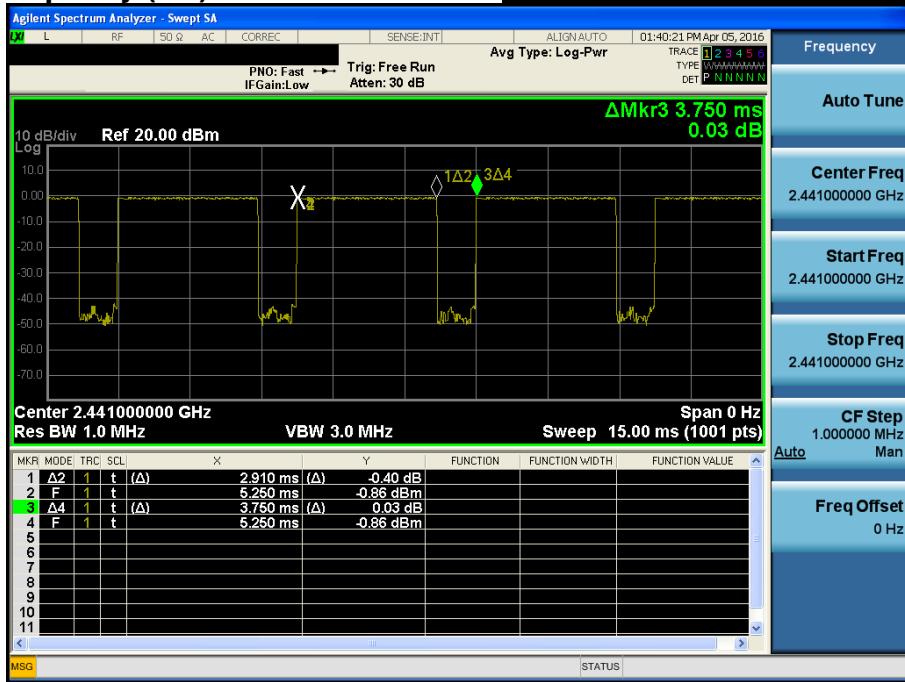 Agilent Spectrum Analyzer - Swept SA
LXI L RF 50 Ω AC CORREC SENSE:INT ALIGN AUTO 01:40:21 PM Apr 05, 2016
Avg Type: Log-Pwr TRACE 1 2 3 4 5 6
PNO: Fast Trig: Free Run TYPE WWWWWW
IFGain:Low Atten: 30 dB DET P N N N N N
ΔMkr3 3.750 ms
10 dB/div Ref 20.00 dBm 0.03 dB
Log
10.0
1Δ2 3Δ4
0.00
-10.0
-20.0
-30.0
-40.0
-50.0
-60.0
-70.0
Center 2.441000000 GHz Span 0 Hz
Res BW 1.0 MHz VBW 3.0 MHz Sweep 15.00 ms (1001 pts)
MKR MODE TRC SCL X Y FUNCTION FUNCTION WIDTH FUNCTION VALUE
1 Δ2 1 t (Δ) 2.910 ms (Δ) -0.40 dB
2 F 1 t 5.250 ms -0.86 dBm
3 Δ4 1 t (Δ) 3.750 ms (Δ) 0.03 dB
4 F 1 t 5.250 ms -0.86 dBm
5
6
7
8
9
10
11
MSG STATUS
Frequency
Auto Tune
Center Freq
2.441000000 GHz
Start Freq
2.441000000 GHz
Stop Freq
2.441000000 GHz
CF Step
1.000000 MHz
Auto Man
Freq Offset
0 Hz